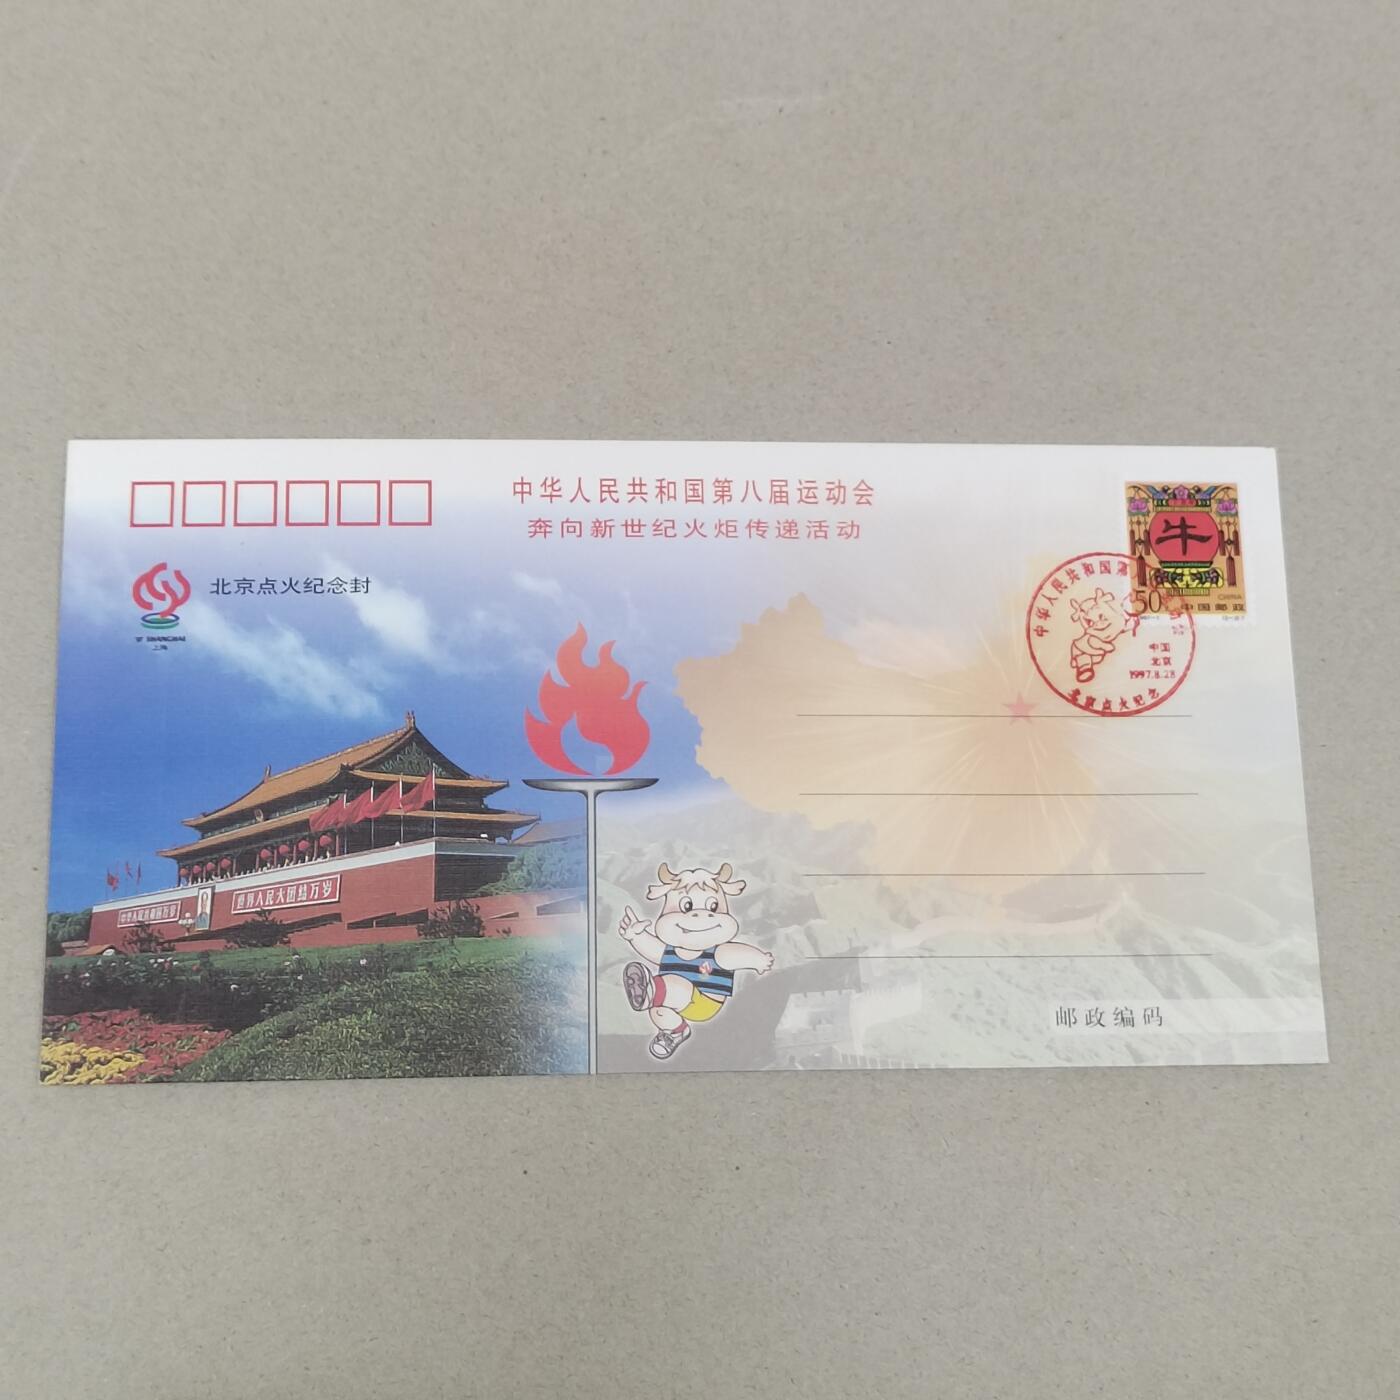 中华人民共和国第八届运动会
奔向新世纪火炬传递活动
北京点火纪念封
SHANGHAI
上海
牛
50
CHINA
中国邮政
中华人民共和国第
中国
北京
1997.8.28
北京点火纪念
中华人民共和国万岁
世界人民大团结万岁
邮政编码